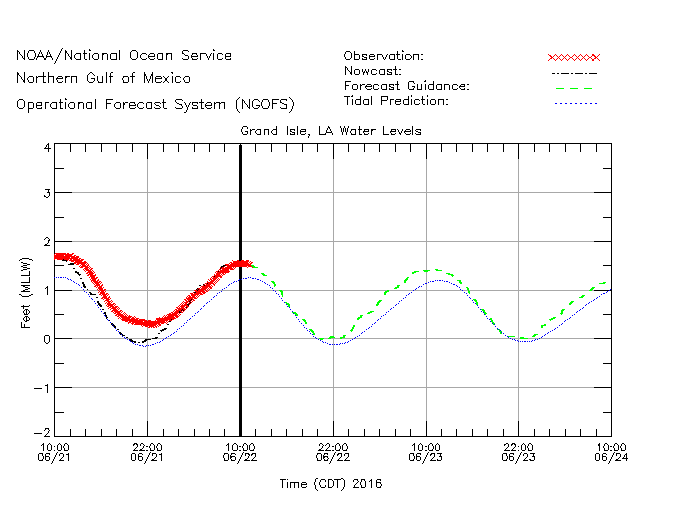 NOAA/National Ocean Service
Northern Gulf of Mexico
Operational Forecast System (NGOFS)
Observation:
Nowcast:
Forecast Guidance:
Tidal Prediction:
Grand Isle, LA Water Levels
4
3
2
1
0
-1
-2
Feet (MLLW)
10:00 22:00 10:00 22:00 10:00 22:00 10:00
06/21 06/21 06/22 06/22 06/23 06/23 06/24
Time (CDT) 2016